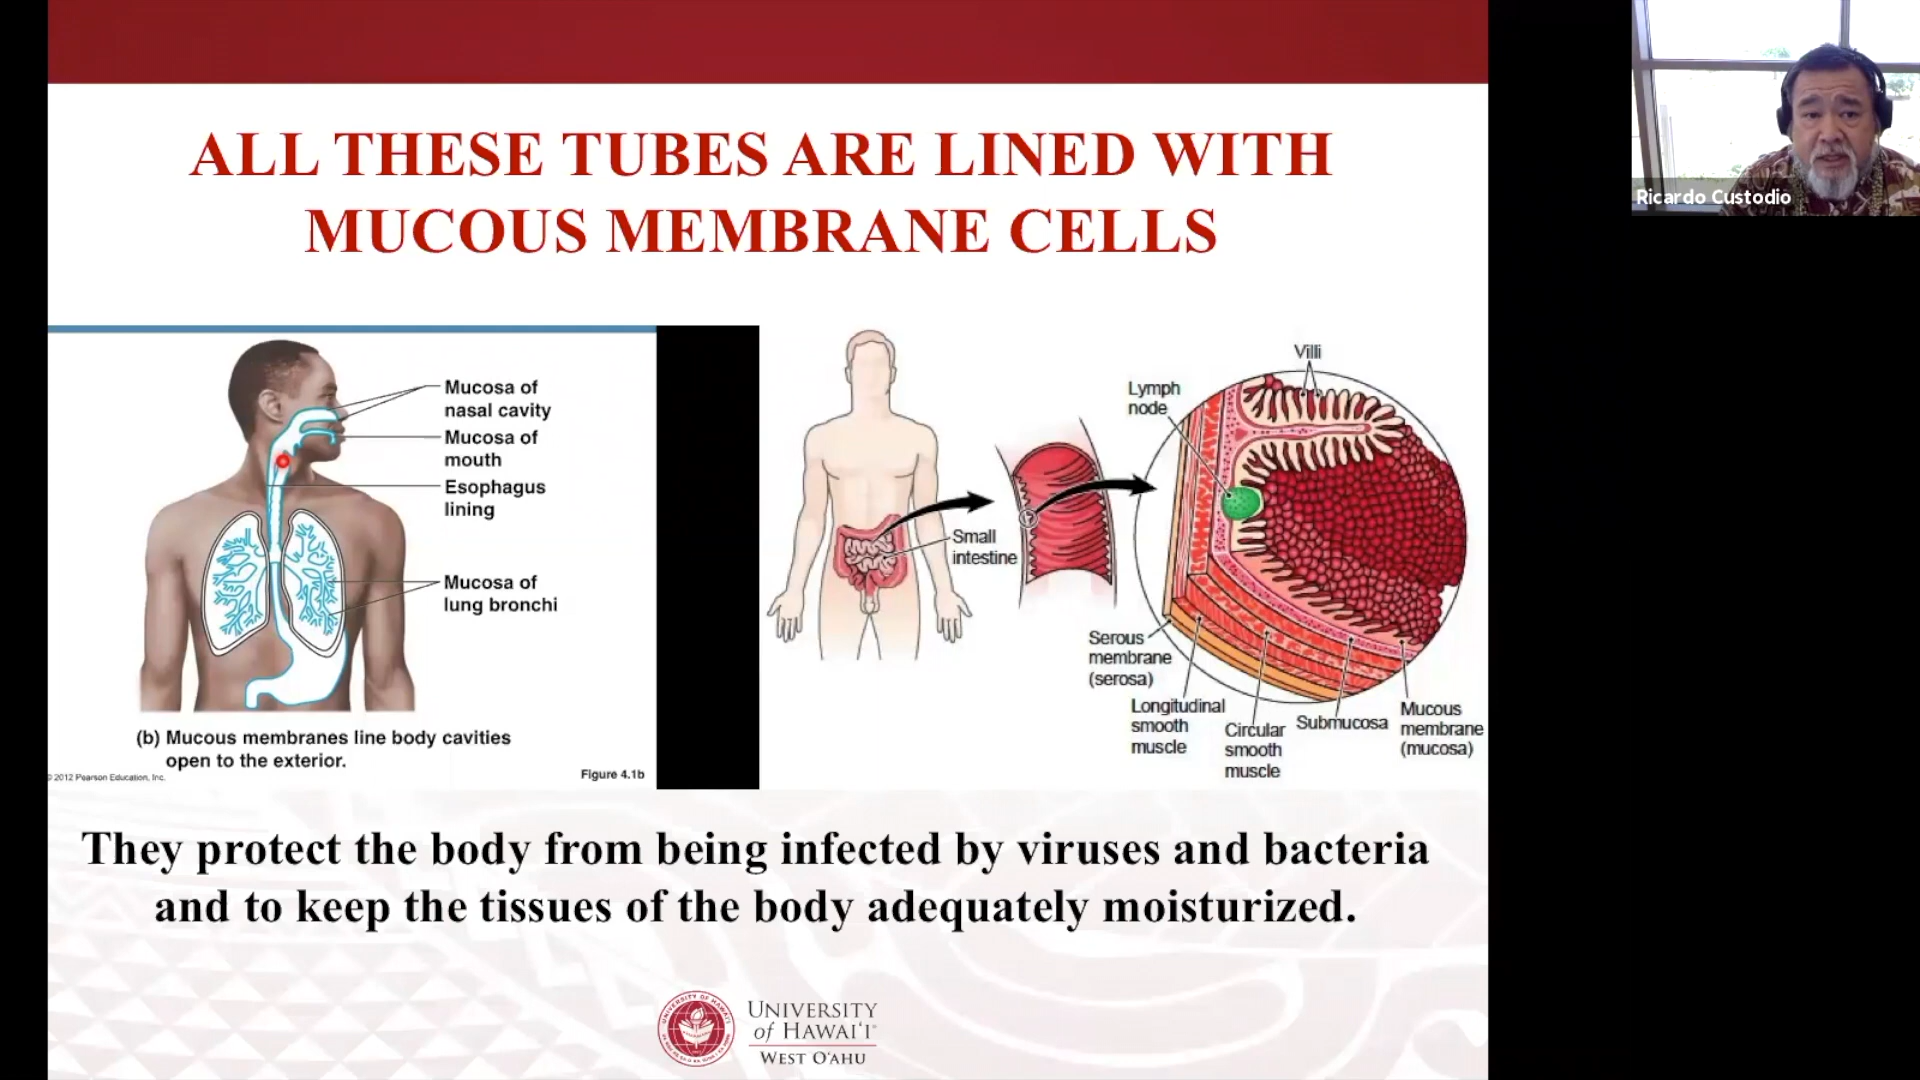 ALL THESE TUBES ARE LINED WITH
MUCOUS MEMBRANE CELLS
Ricardo Custodio
Mucosa of
nasal cavity
Mucosa of
mouth
Esophagus
lining
Mucosa of
lung bronchi
(b) Mucous membranes line body cavities
open to the exterior.
© 2012 Pearson Education, Inc.
Figure 4.1b
Villi
Lymph
node
Small
intestine
Serous
membrane
(serosa)
Longitudinal
smooth
muscle
Circular
smooth
muscle
Submucosa
Mucous
membrane
(mucosa)
They protect the body from being infected by viruses and bacteria
and to keep the tissues of the body adequately moisturized.
UNIVERSITY
of HAWAIʻI®
WEST OʻAHU